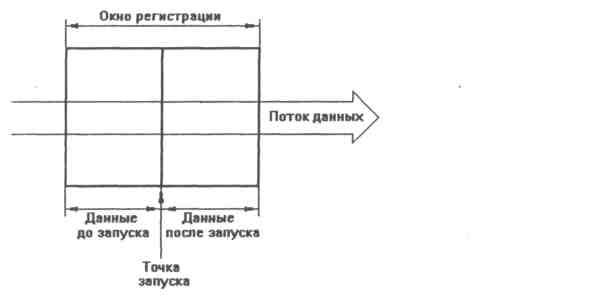 Окно регистрации
Поток данных
Данные
до запуска
Данные
после запуска
Точка
запуска